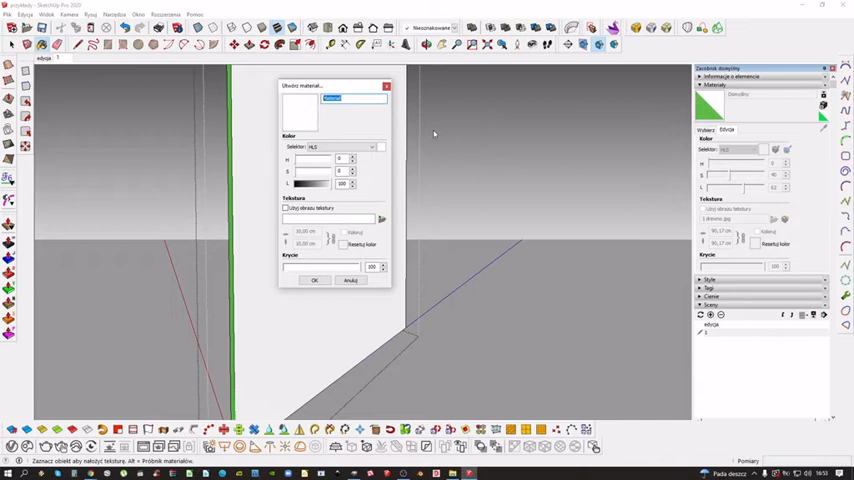 przykłady - SketchUp Pro 2020
Plik Edycja Widok Kamera Rysuj Narzędzia Okno Rozszerzenia Pomoc
Nieoznakowane
edycja 1
Utwórz materiał...
Materiał
Kolor
Selektor: HLS
H 0
S 0
L 100
Tekstura
Użyj obrazu tekstury
10,00 cm
10,00 cm
Koloruj
Resetuj kolor
Krycie
100
OK Anuluj
Zasobnik domyślny
Informacje o elemencie
Materiały
Domyślny
Wybierz Edycja
Kolor
Selektor: HLS
H 0
S 40
L 62
Tekstura
Użyj obrazu tekstury
1 drewno.jpg
90,17 cm
90,17 cm
Koloruj
Resetuj kolor
Krycie
100
Style
Tagi
Cienie
Sceny
edycja
1
Zaznacz obiekt aby nałożyć teksturę. Alt = Próbnik materiałów.
Pomiary
Pada deszcz
16:53